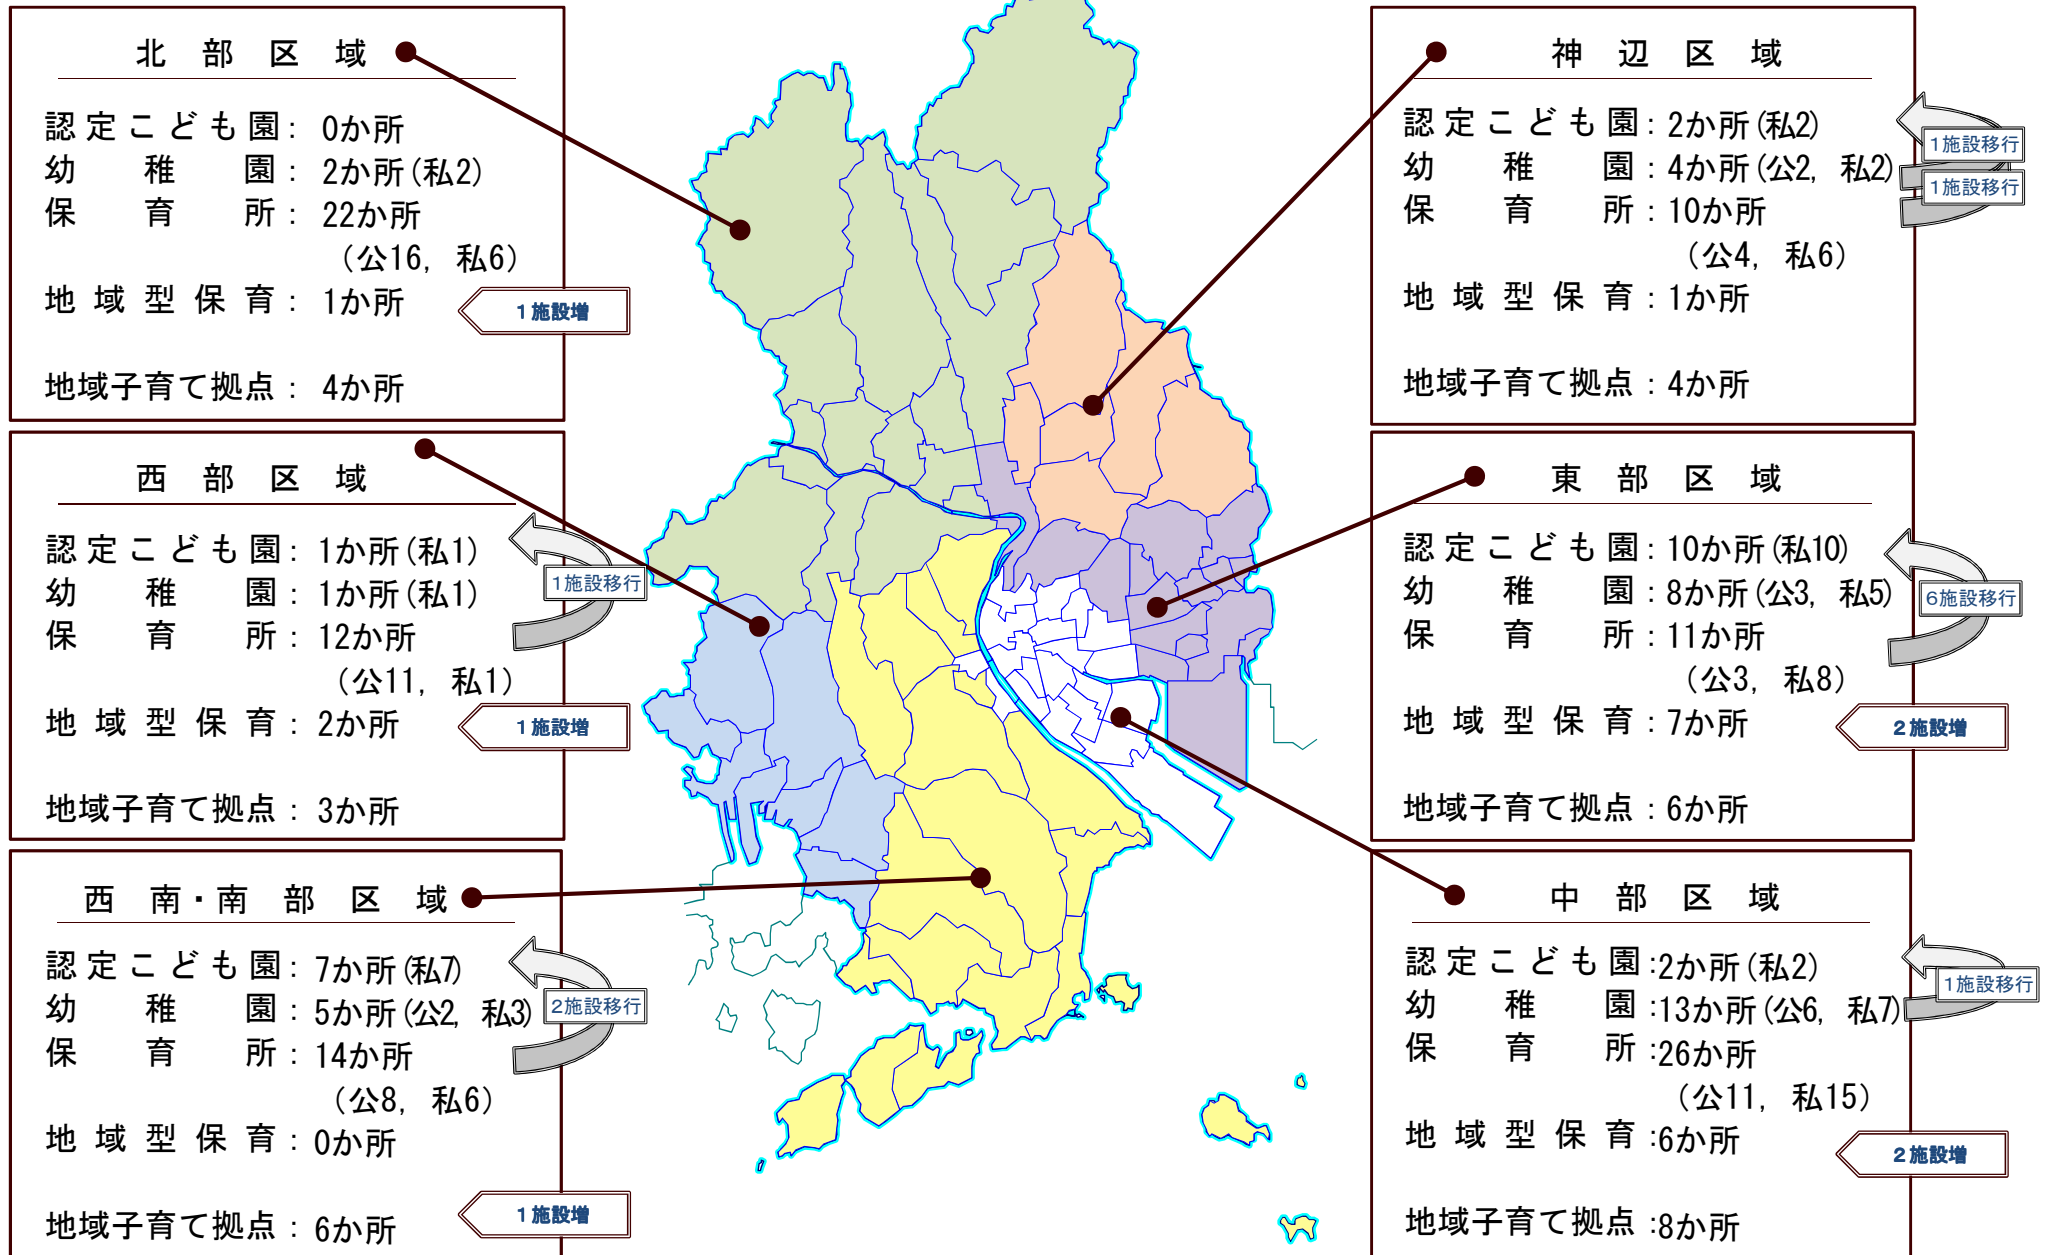 北部区域
認定こども園：0か所
幼稚園：2か所(私2)
保育所：22か所
(公16, 私6)
地域型保育：1か所
1施設増
地域子育て拠点：4か所
西部区域
認定こども園：1か所(私1)
幼稚園：1か所(私1)
1施設移行
保育所：12か所
(公11, 私1)
地域型保育：2か所
1施設増
地域子育て拠点：3か所
西南・南部区域
認定こども園：7か所(私7)
幼稚園：5か所(公2, 私3)
2施設移行
保育所：14か所
(公8, 私6)
地域型保育：0か所
地域子育て拠点：6か所
1施設増
神辺区域
認定こども園：2か所(私2)
1施設移行
幼稚園：4か所(公2, 私2)
1施設移行
保育所：10か所
(公4, 私6)
地域型保育：1か所
地域子育て拠点：4か所
東部区域
認定こども園：10か所(私10)
幼稚園：8か所(公3, 私5)
6施設移行
保育所：11か所
(公3, 私8)
地域型保育：7か所
2施設増
地域子育て拠点：6か所
中部区域
認定こども園：2か所(私2)
1施設移行
幼稚園：13か所(公6, 私7)
保育所：26か所
(公11, 私15)
地域型保育：6か所
2施設増
地域子育て拠点：8か所